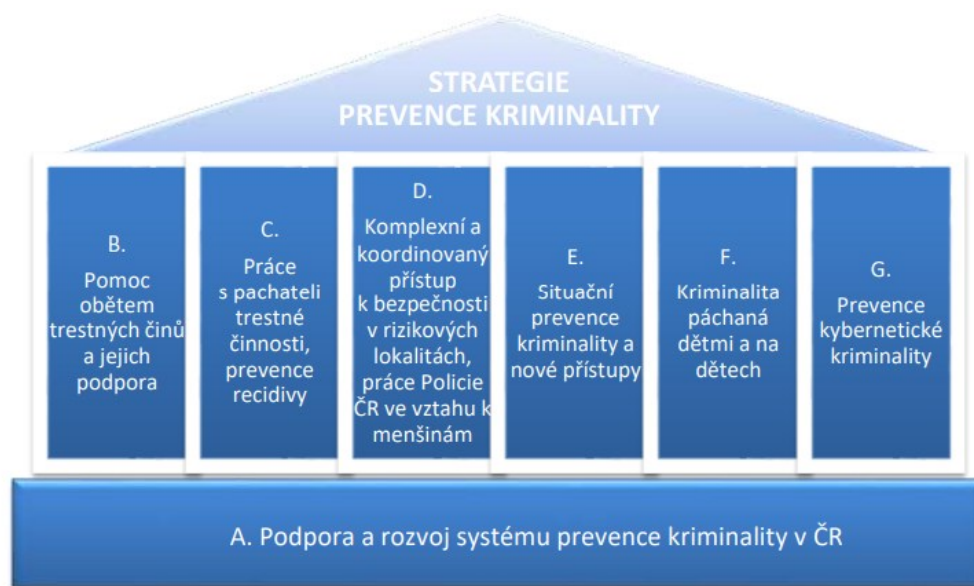 STRATEGIE
PREVENCE KRIMINALITY
B.
Pomoc
obětem
trestných činů
a jejich
podpora
C.
Práce
s pachateli
trestné
činnosti,
prevence
recidivy
D.
Komplexní a
koordinovaný
přístup
k bezpečnosti
v rizikových
lokalitách,
práce Policie
ČR ve vztahu k
menšinám
E.
Situační
prevence
kriminality a
nové přístupy
F.
Kriminalita
páchaná
dětmi a na
dětech
G.
Prevence
kybernetické
kriminality
A. Podpora a rozvoj systému prevence kriminality v ČR